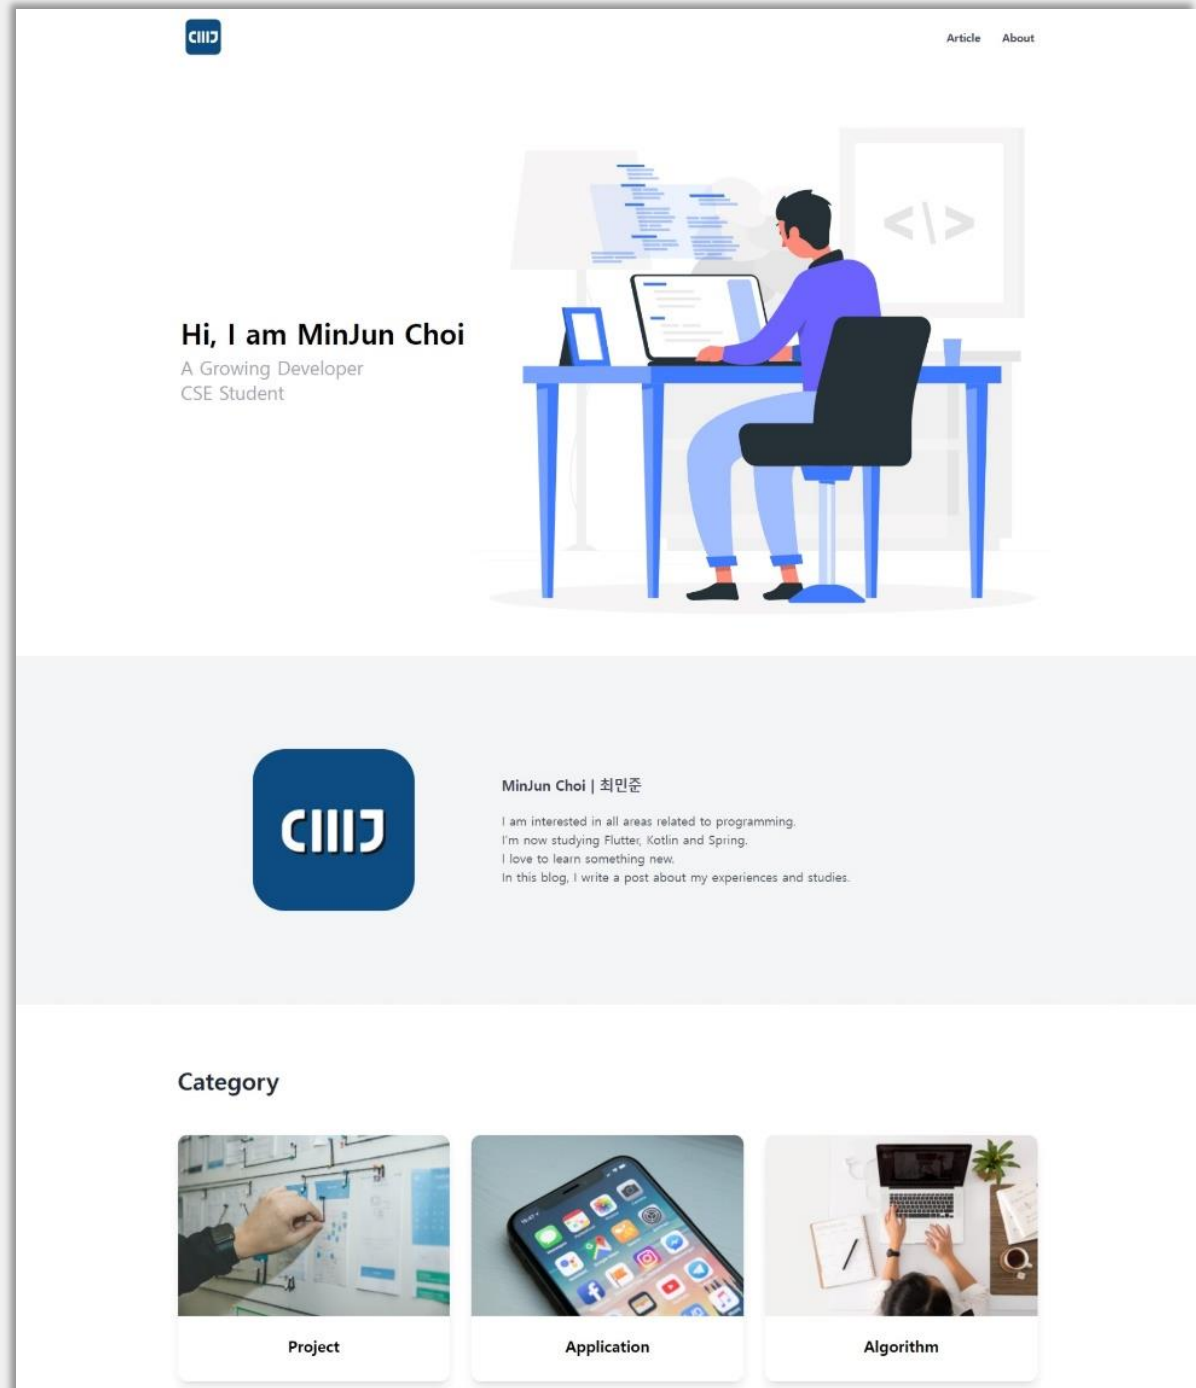 CMJ
Article About
Hi, I am MinJun Choi
A Growing Developer
CSE Student
<\>
CMJ
MinJun Choi | 최민준
I am interested in all areas related to programming.
I'm now studying Flutter, Kotlin and Spring.
I love to learn something new.
In this blog, I write a post about my experiences and studies.
Category
Project
Application
Algorithm